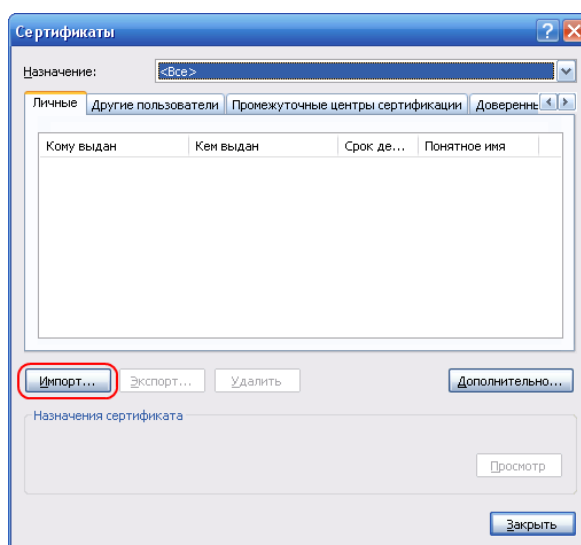 Сертификаты
Назначение: <Все>
Личные Другие пользователи Промежуточные центры сертификации Доверенны
Кому выдан Кем выдан Срок де... Понятное имя
Импорт... Экспорт... Удалить Дополнительно...
Назначения сертификата
Просмотр
Закрыть